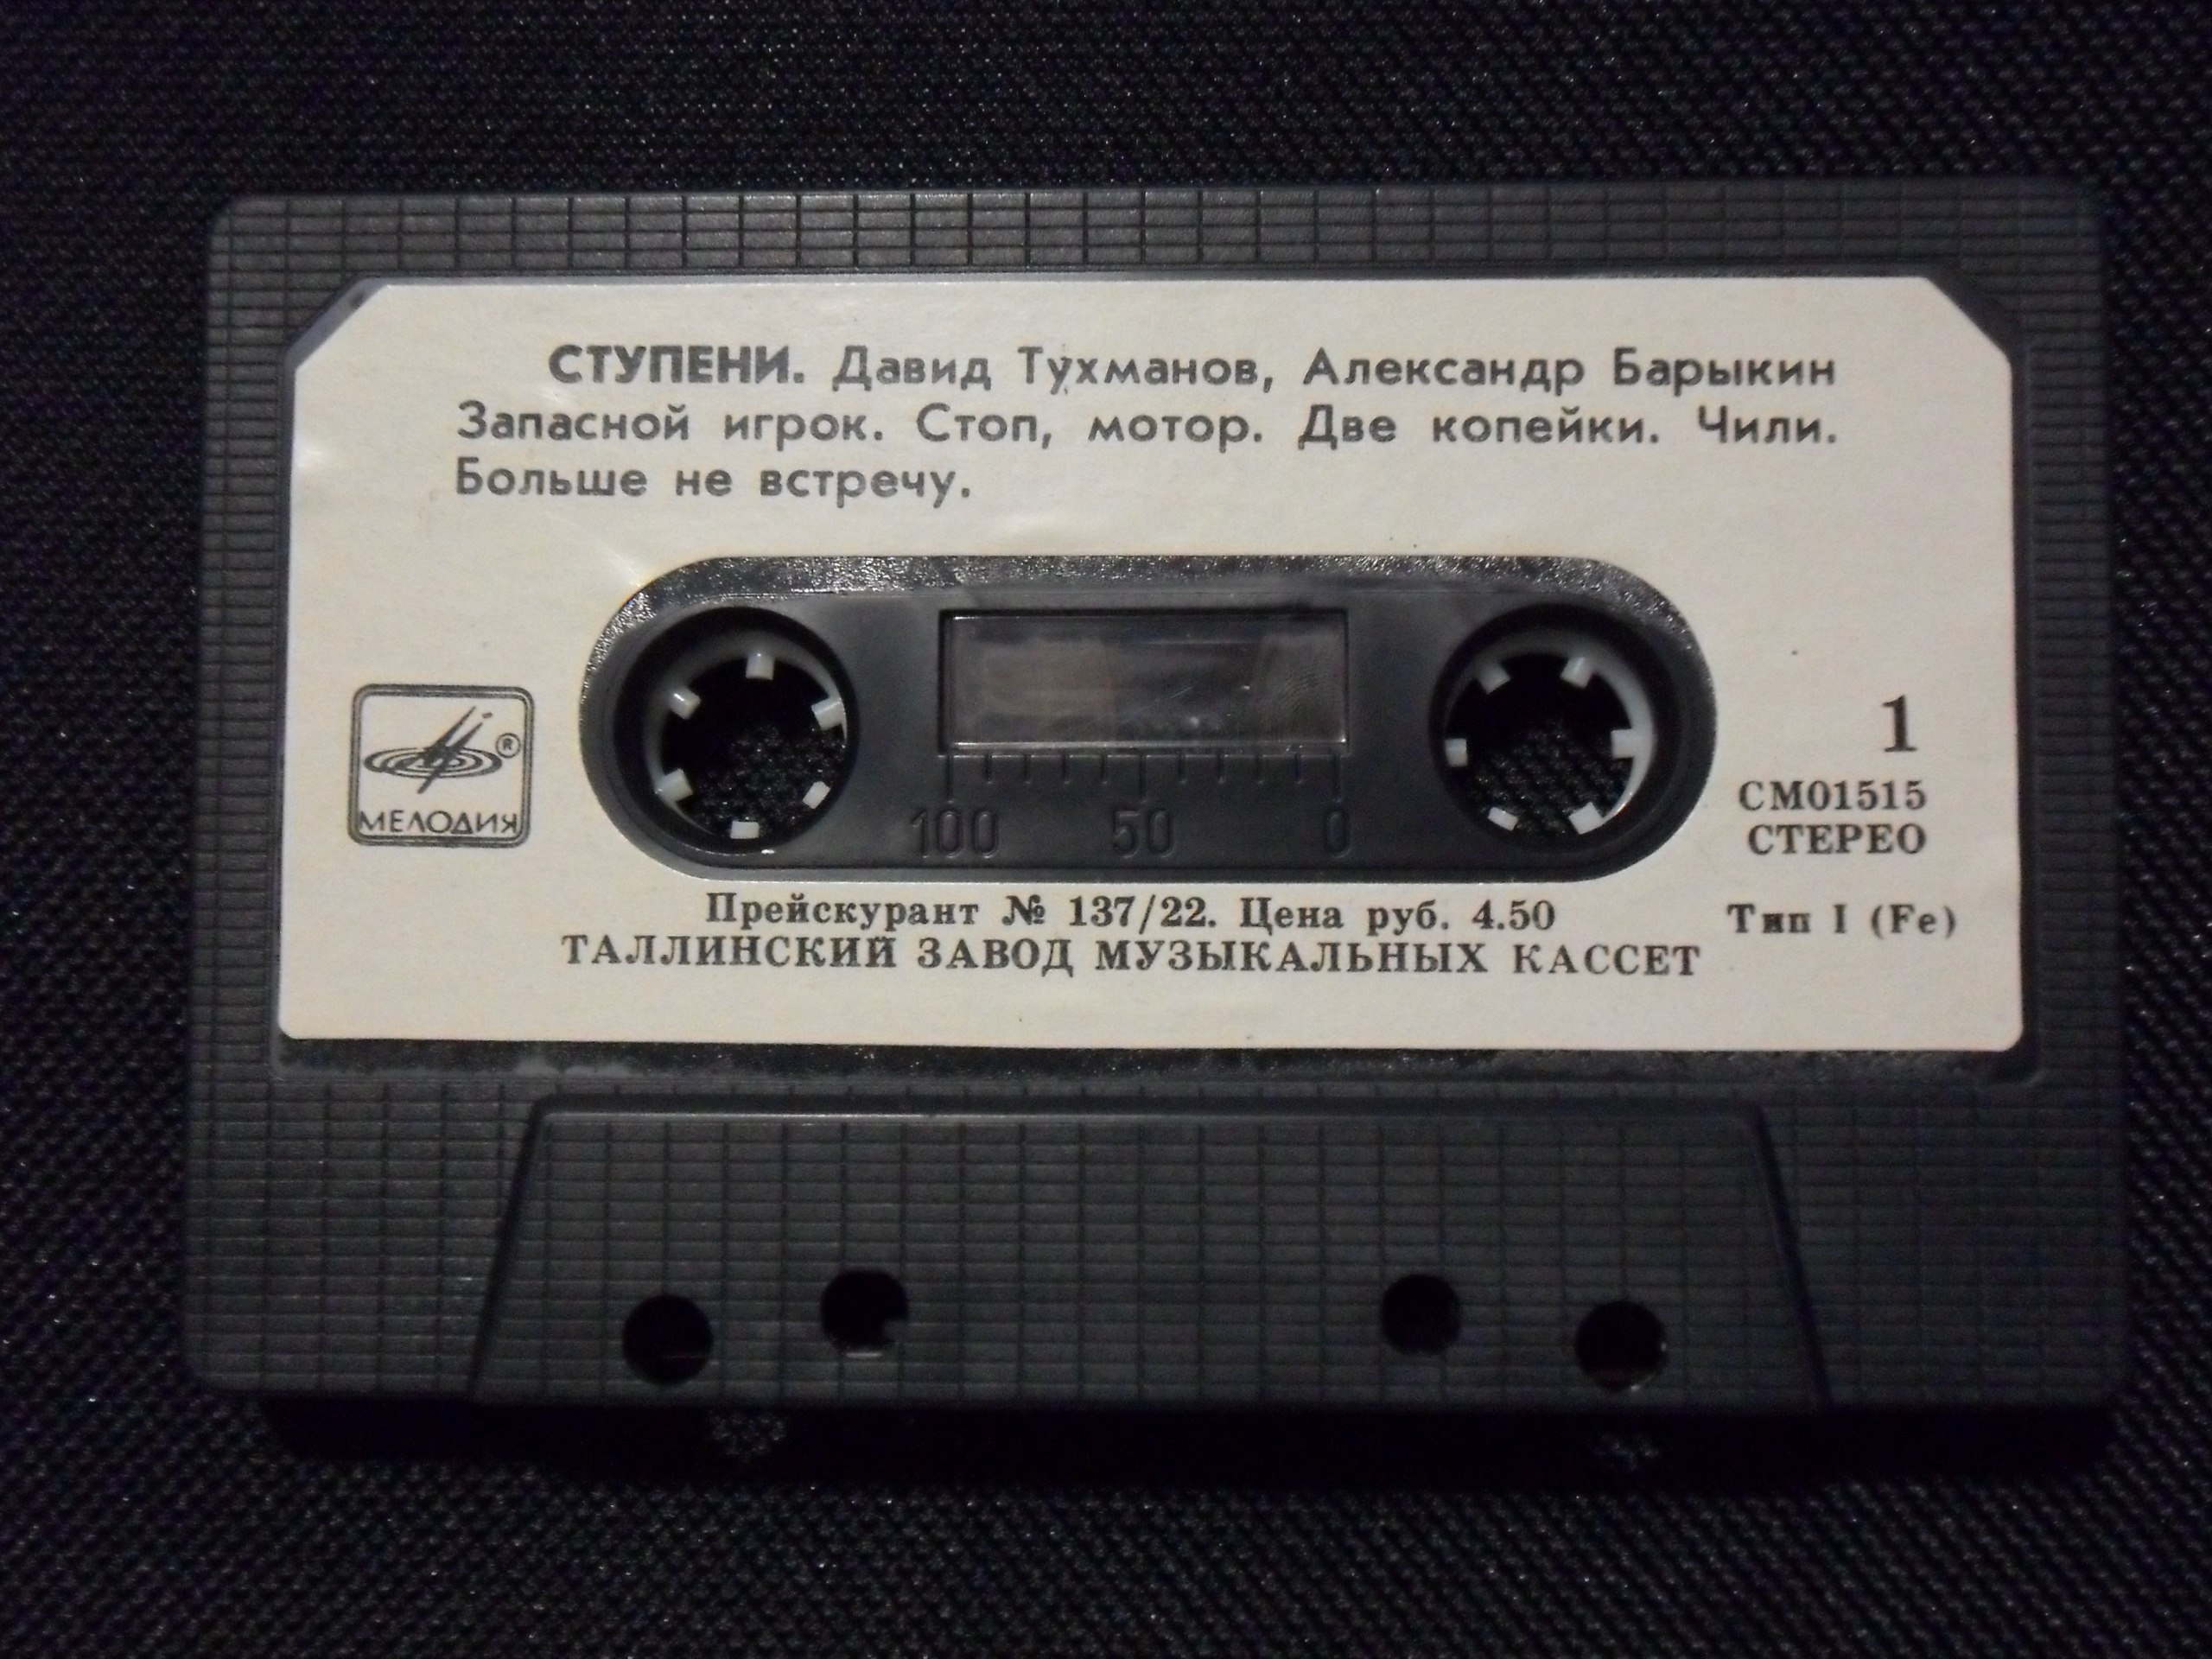 СТУПЕНИ. Давид Тухманов, Александр Барыкин
Запасной игрок. Стоп, мотор. Две копейки. Чили.
Больше не встречу.
®
МЕЛОДИЯ
100 50 0
1
СМ01515
СТЕРЕО
Тип I (Fe)
Прейскурант № 137/22. Цена руб. 4.50
ТАЛЛИНСКИЙ ЗАВОД МУЗЫКАЛЬНЫХ КАССЕТ